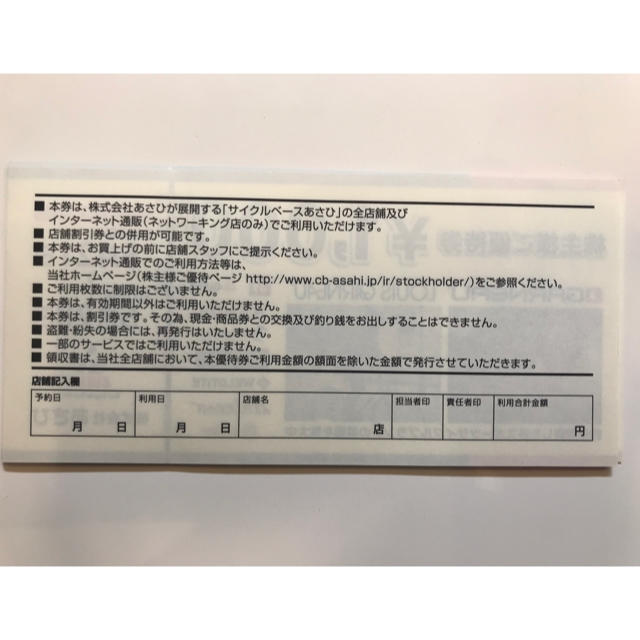 ■ 本券は、株式会社あさひが展開する「サイクルベースあさひ」の全店舗及び
インターネット通販(ネットワーキング店のみ)でご利用いただけます。
■ 店舗割引券との併用が可能です。
■ 本券は、お買上げの前に店舗スタッフにご提示ください。
■ インターネット通販でのご利用方法等は、
当社ホームページ(株主様ご優待ページ http://www.cb-asahi.jp/ir/stockholder/)をご参照ください。
■ ご利用枚数に制限はございません。
■ 本券は、有効期間以外はご利用いただけません。
■ 本券は、割引券です。その為、現金・商品券との交換及び釣り銭をお出しすることはできません。
■ 盗難・紛失の場合には、再発行はいたしません。
■ 一部のサービスではご利用いただけません。
■ 領収書は、当社全店舗において、本優待券ご利用金額の額面を除いた金額で発行させていただきます。
店舗記入欄
予約日 利用日 店舗名 担当者印 責任者印 利用合計金額
月 日 月 日 店 円